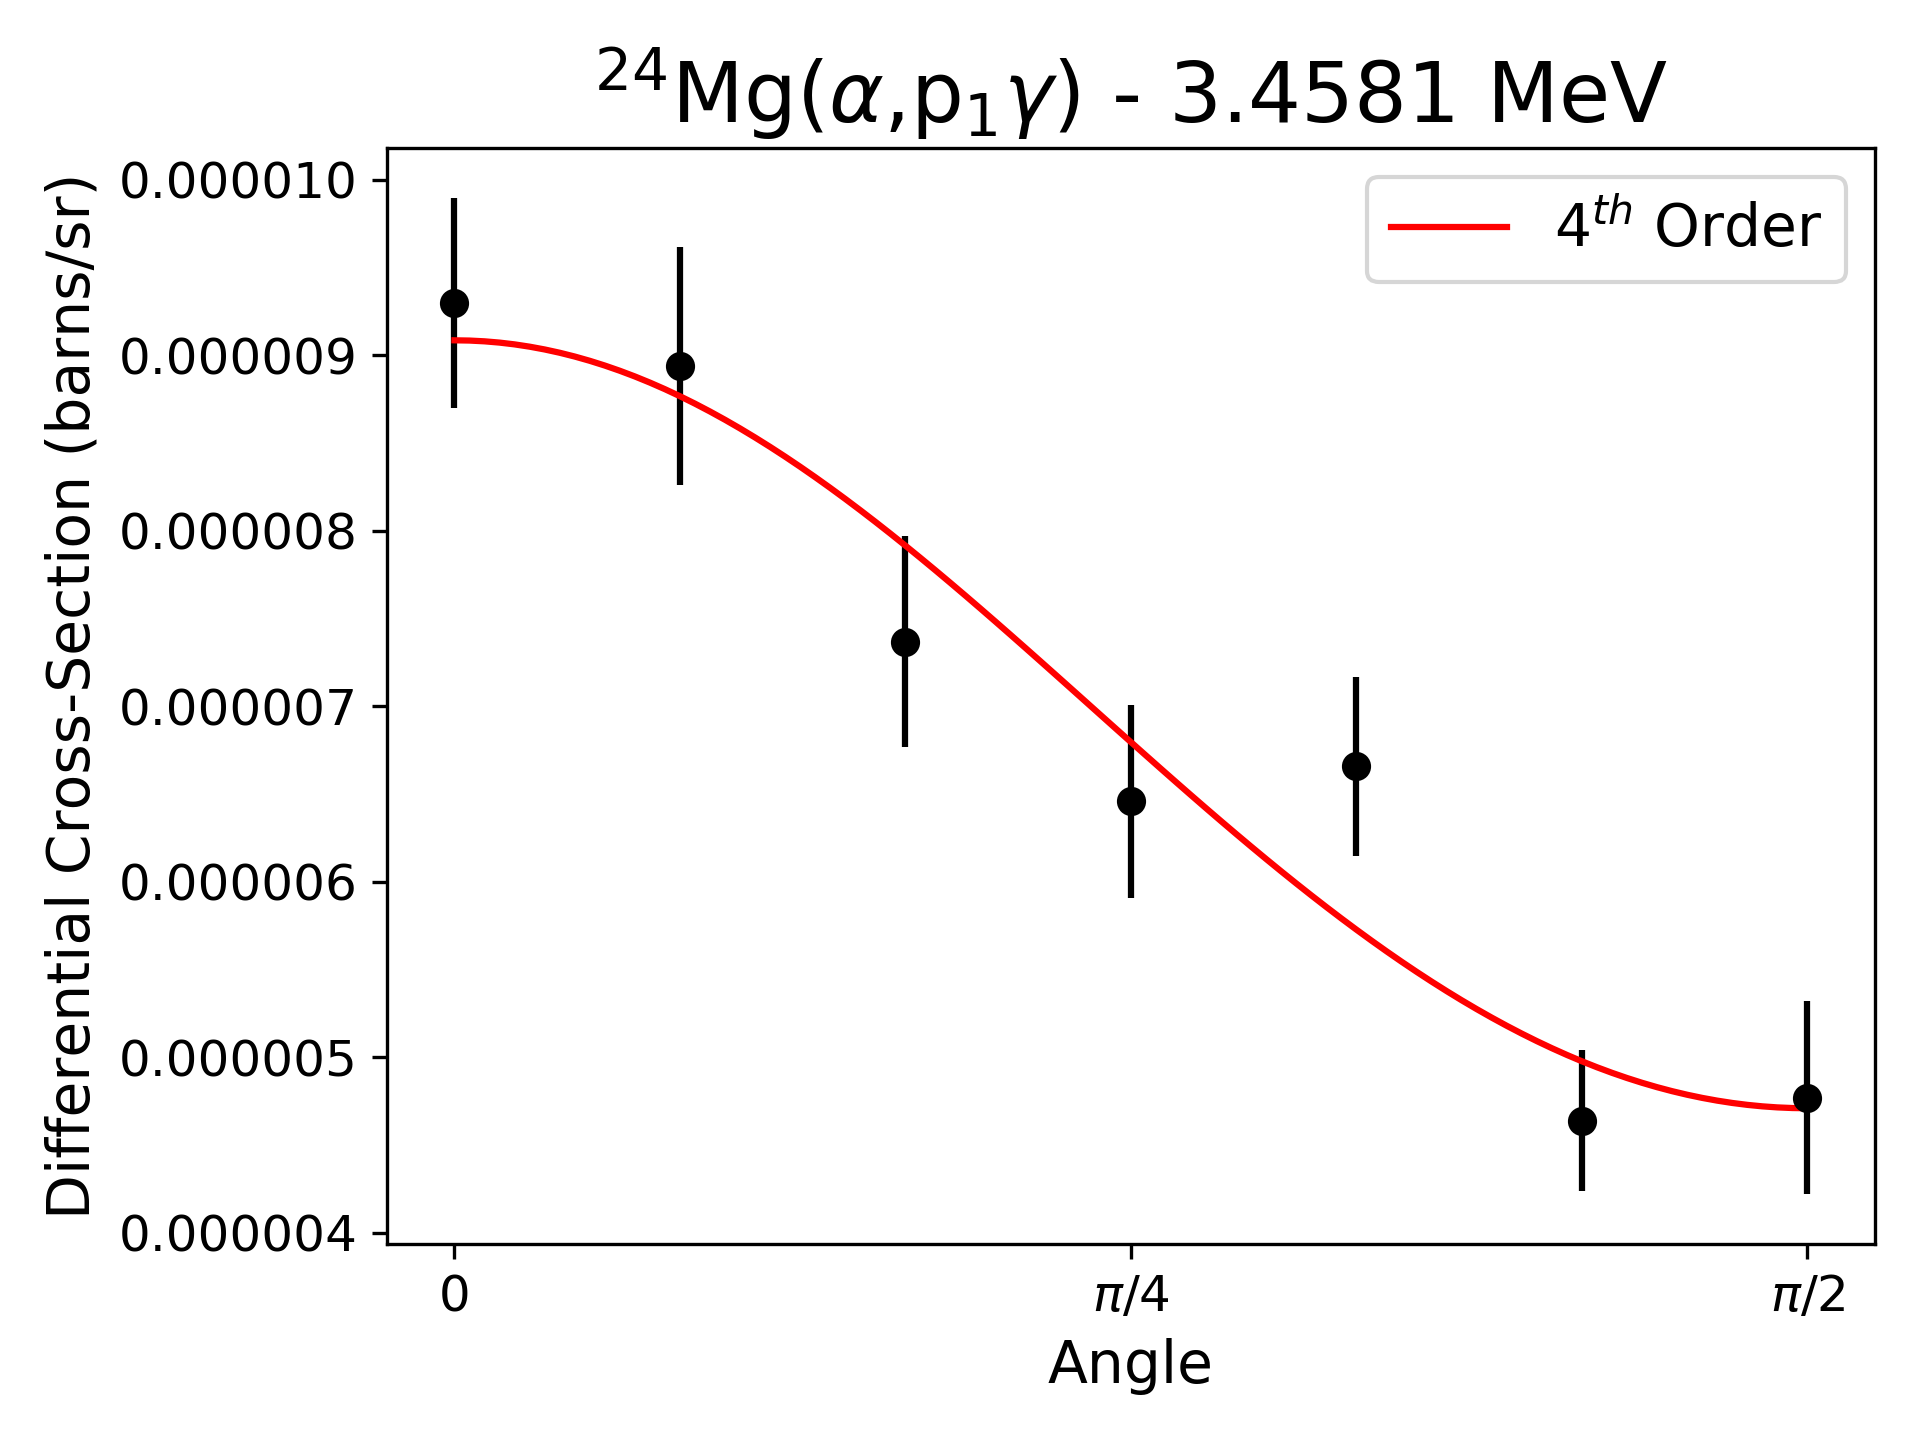 ²⁴Mg(α,p₁γ) - 3.4581 MeV
4ᵗʰ Order
Differential Cross-Section (barns/sr)
0.000010
0.000009
0.000008
0.000007
0.000006
0.000005
0.000004
0 π/4 π/2
Angle